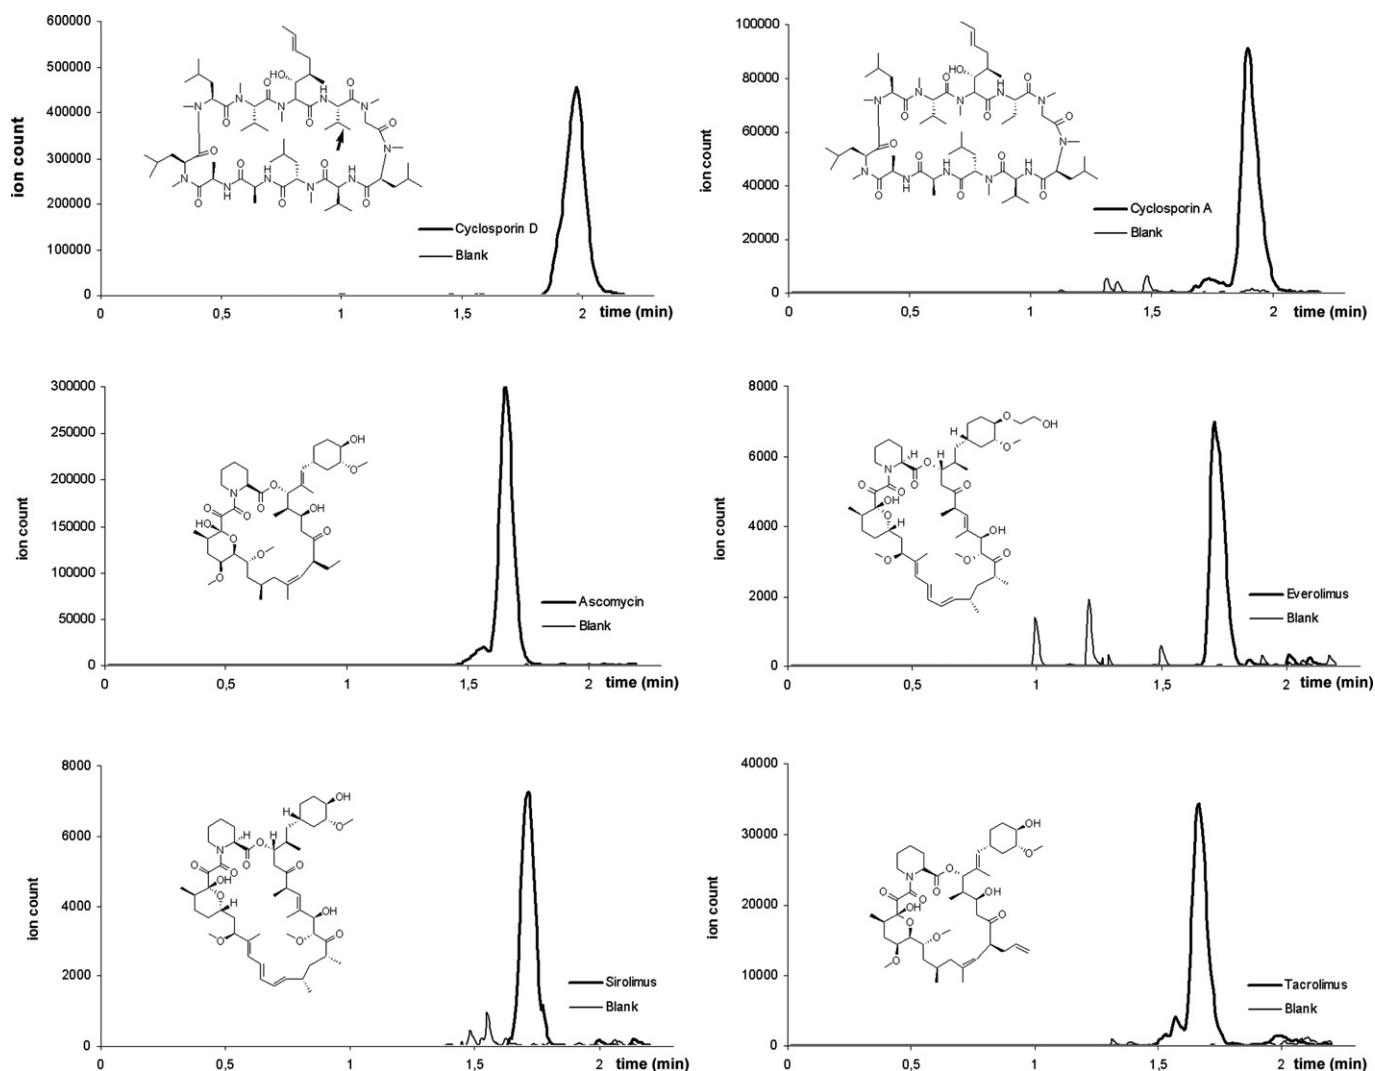 600000
500000
400000
300000
200000
100000
0
ion count
Cyclosporin D
Blank
0 0,5 1 1,5 2 time (min)
100000
80000
60000
40000
20000
0
ion count
Cyclosporin A
Blank
0 0,5 1 1,5 2 time (min)
300000
250000
200000
150000
100000
50000
0
ion count
Ascomycin
Blank
0 0,5 1 1,5 2 time (min)
8000
6000
4000
2000
0
ion count
Everolimus
Blank
0 0,5 1 1,5 2 time (min)
8000
6000
4000
2000
0
ion count
Sirolimus
Blank
0 0,5 1 1,5 2 time (min)
40000
30000
20000
10000
0
ion count
Tacrolimus
Blank
0 0,5 1 1,5 2 time (min)